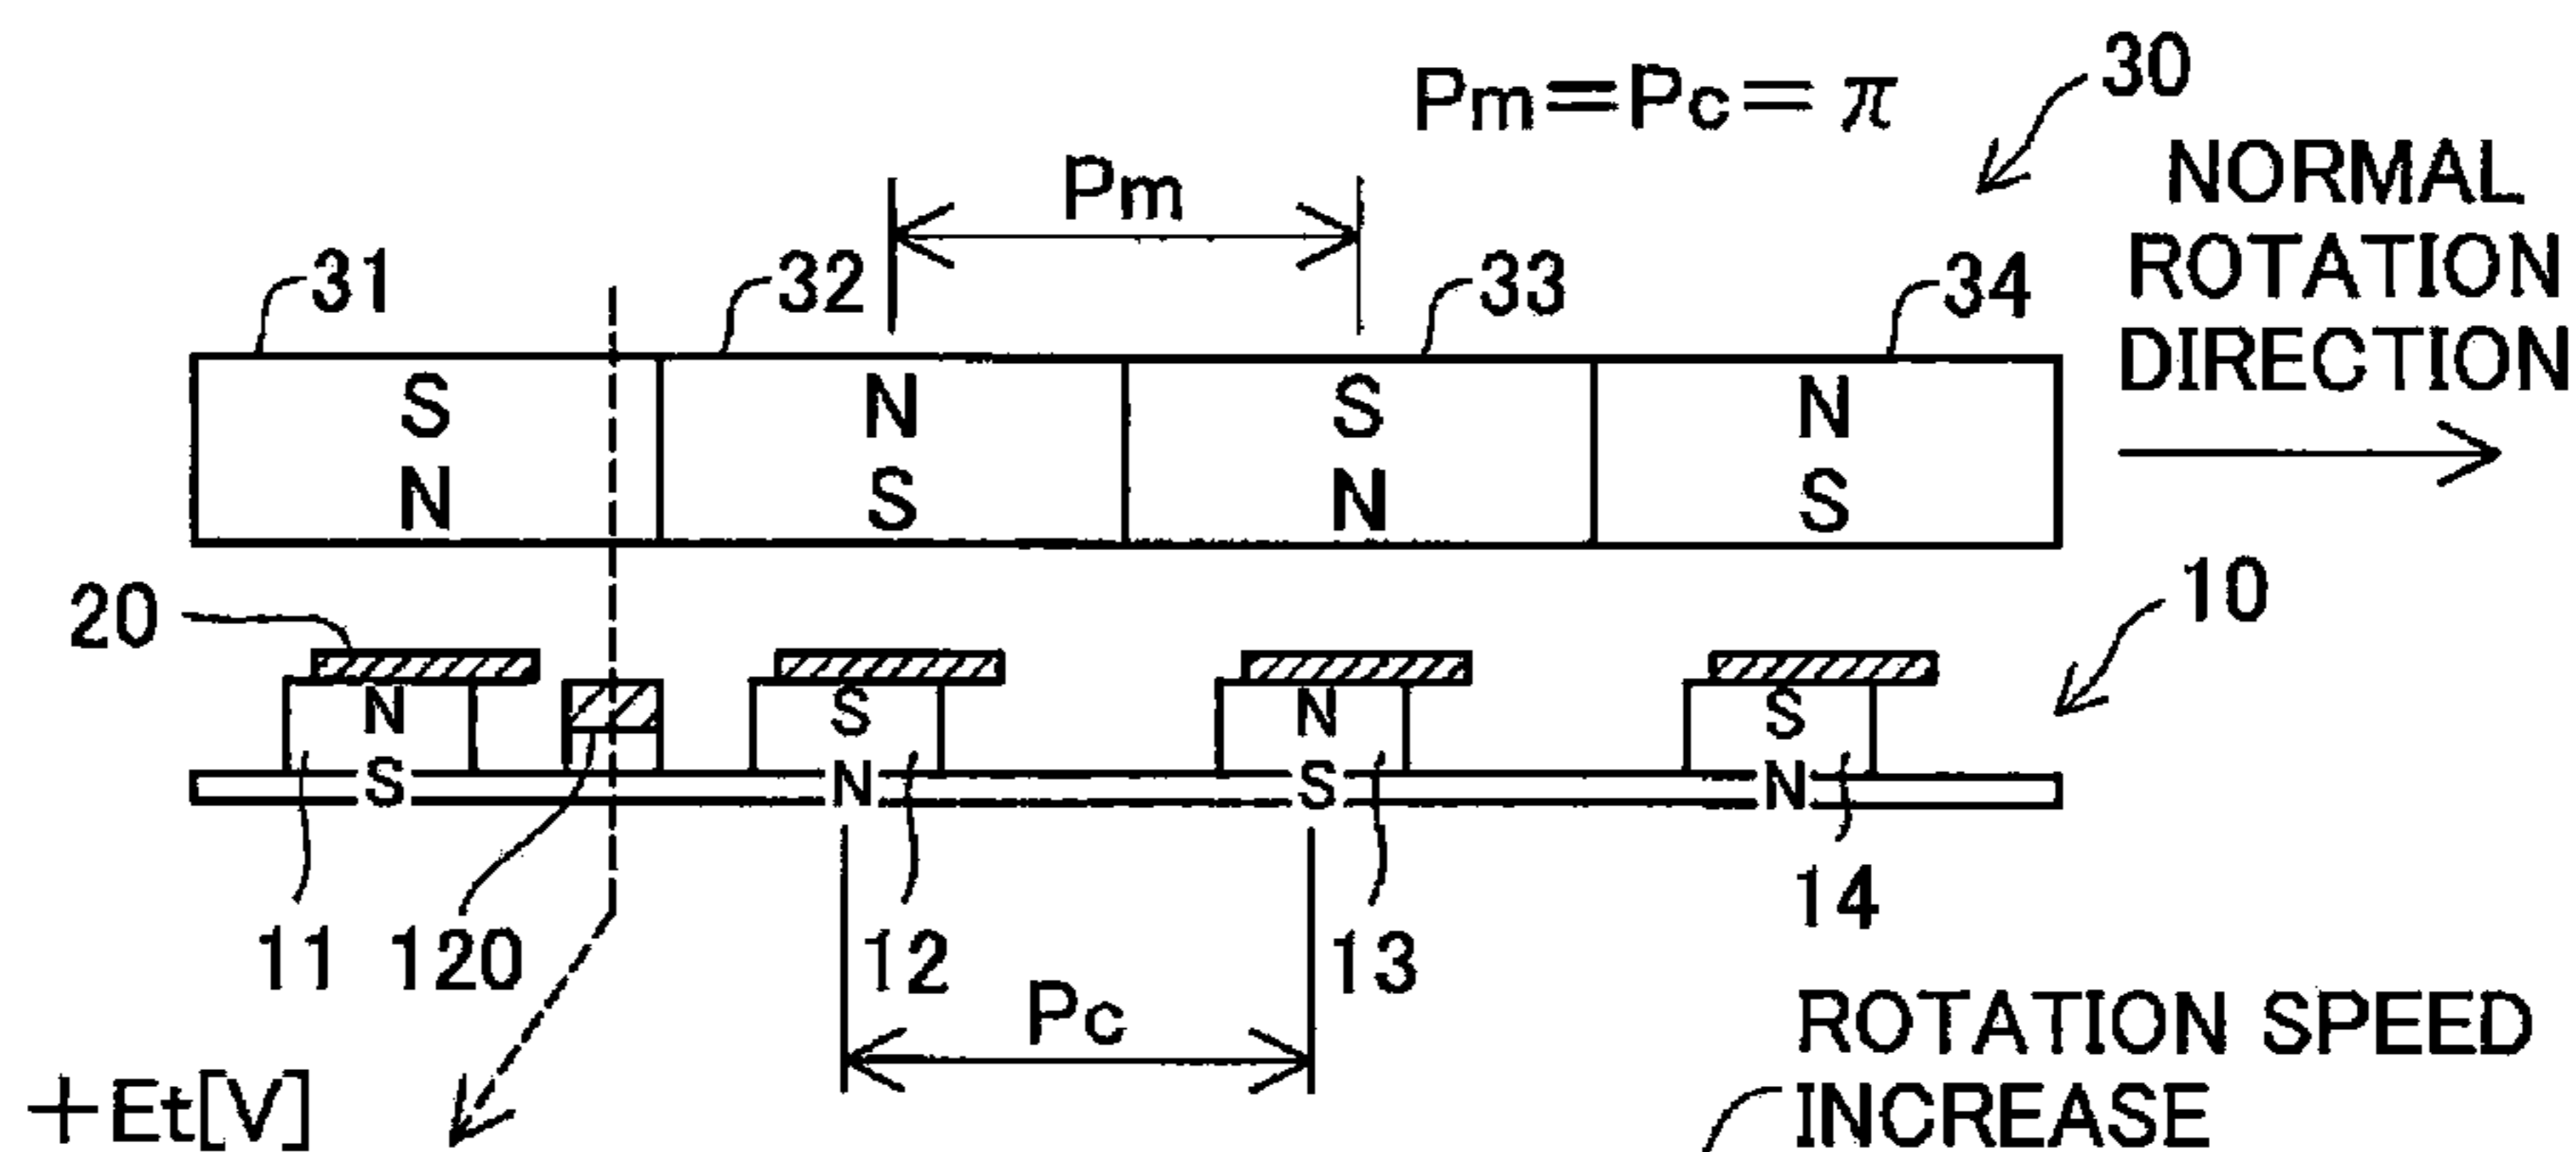 Pm=Pc=π
30
NORMAL
ROTATION
DIRECTION
Pm
31
32
33
34
S N S N
N S N S
20
10
N S N S
S N S N
11
120
12
13
14
Pc
+Et[V]
ROTATION SPEED
INCREASE